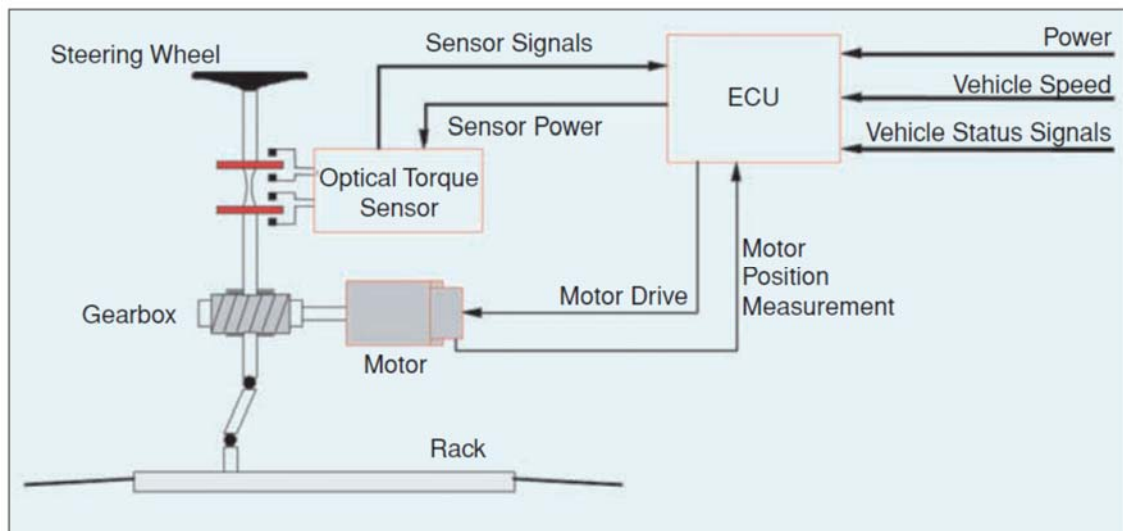 Steering Wheel
Sensor Signals
Power
ECU
Vehicle Speed
Sensor Power
Vehicle Status Signals
Optical Torque
Sensor
Motor
Position
Measurement
Motor Drive
Gearbox
Motor
Rack